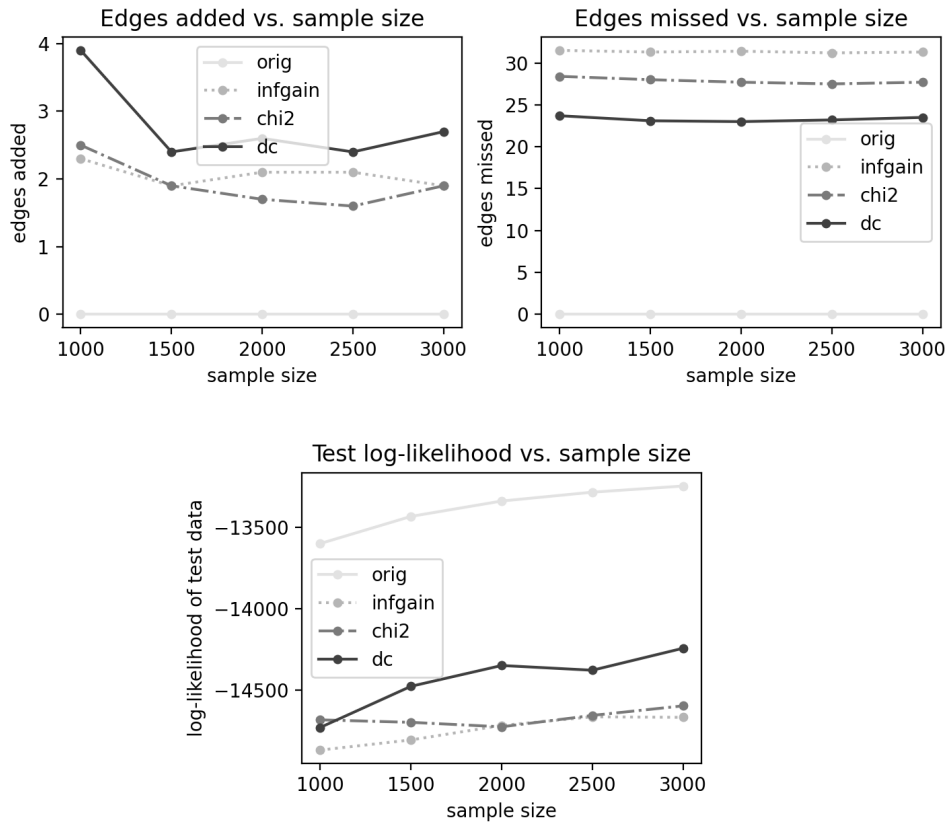 Edges added vs. sample size
edges added
4
3
2
1
0
orig
infgain
chi2
dc
1000 1500 2000 2500 3000
sample size
Edges missed vs. sample size
edges missed
30
25
20
15
10
5
0
orig
infgain
chi2
dc
1000 1500 2000 2500 3000
sample size
Test log-likelihood vs. sample size
log-likelihood of test data
−13500
−14000
−14500
orig
infgain
chi2
dc
1000 1500 2000 2500 3000
sample size